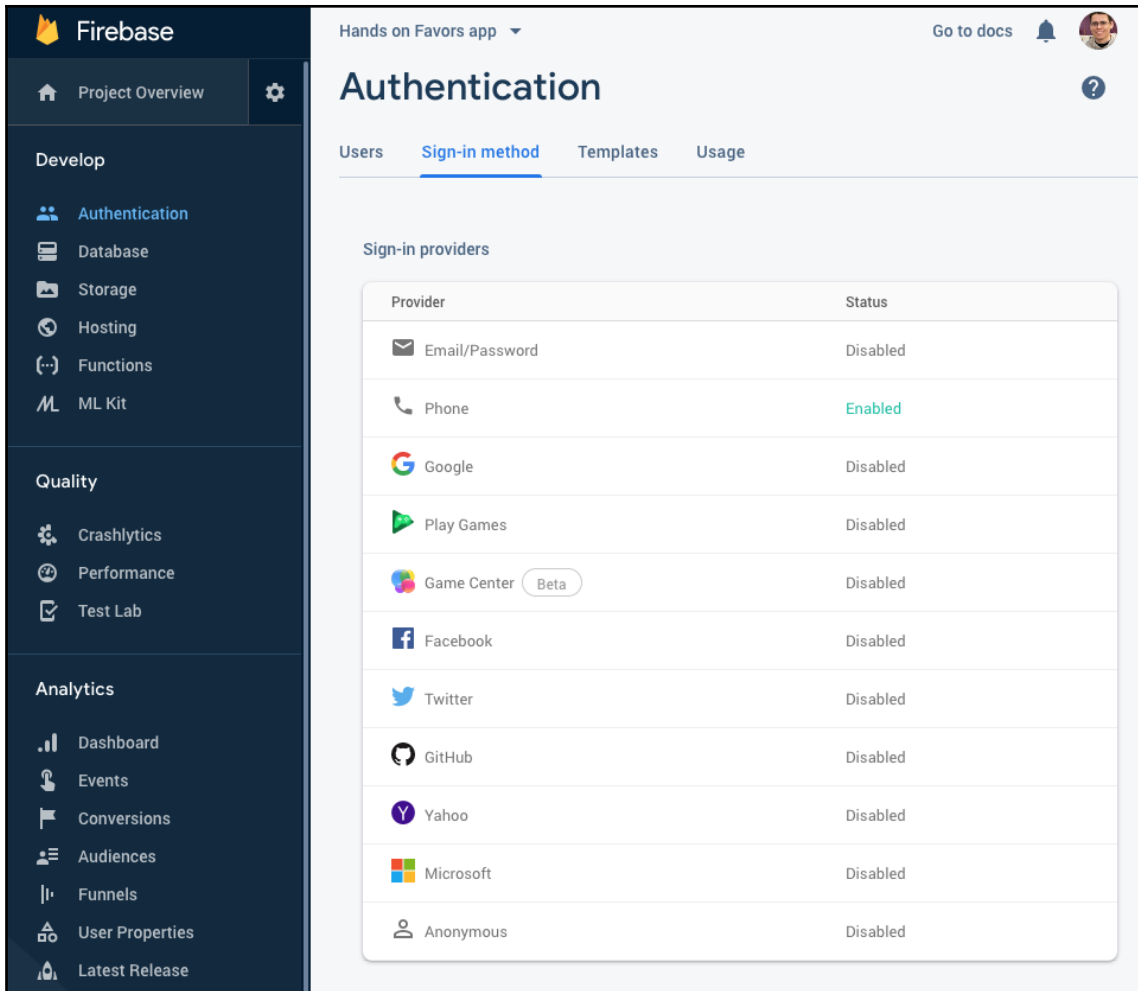 Firebase
Project Overview
Develop
Authentication
Database
Storage
Hosting
Functions
ML Kit
Quality
Crashlytics
Performance
Test Lab
Analytics
Dashboard
Events
Conversions
Audiences
Funnels
User Properties
Latest Release
Hands on Favors app
Go to docs
Authentication
Users Sign-in method Templates Usage
Sign-in providers
Provider Status
Email/Password Disabled
Phone Enabled
Google Disabled
Play Games Disabled
Game Center Beta Disabled
Facebook Disabled
Twitter Disabled
GitHub Disabled
Yahoo Disabled
Microsoft Disabled
Anonymous Disabled